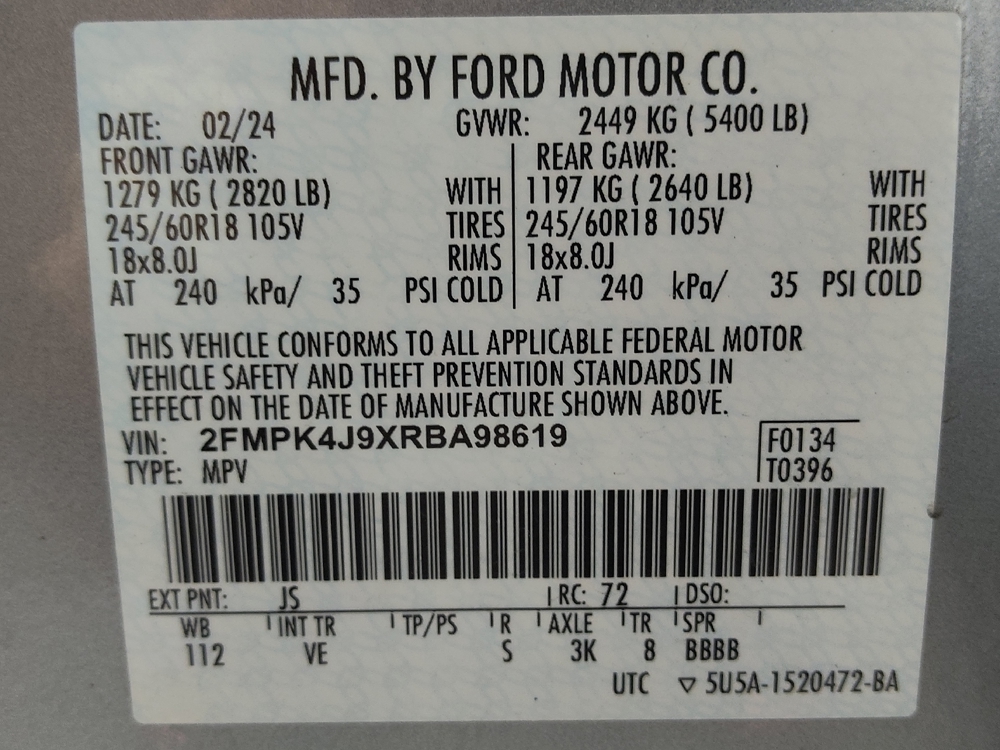 MFD. BY FORD MOTOR CO.
DATE: 02/24 GVWR: 2449 KG ( 5400 LB)
FRONT GAWR: REAR GAWR:
1279 KG ( 2820 LB) WITH 1197 KG ( 2640 LB) WITH
245/60R18 105V TIRES 245/60R18 105V TIRES
18x8.0J RIMS 18x8.0J RIMS
AT 240 kPa/ 35 PSI COLD AT 240 kPa/ 35 PSI COLD
THIS VEHICLE CONFORMS TO ALL APPLICABLE FEDERAL MOTOR
VEHICLE SAFETY AND THEFT PREVENTION STANDARDS IN
EFFECT ON THE DATE OF MANUFACTURE SHOWN ABOVE.
VIN: 2FMPK4J9XRBA98619 F0134
TYPE: MPV T0396
EXT PNT: JS RC: 72 DSO:
WB INT TR TP/PS R AXLE TR SPR
112 VE S 3K 8 BBBB
UTC ▽ 5U5A-1520472-BA